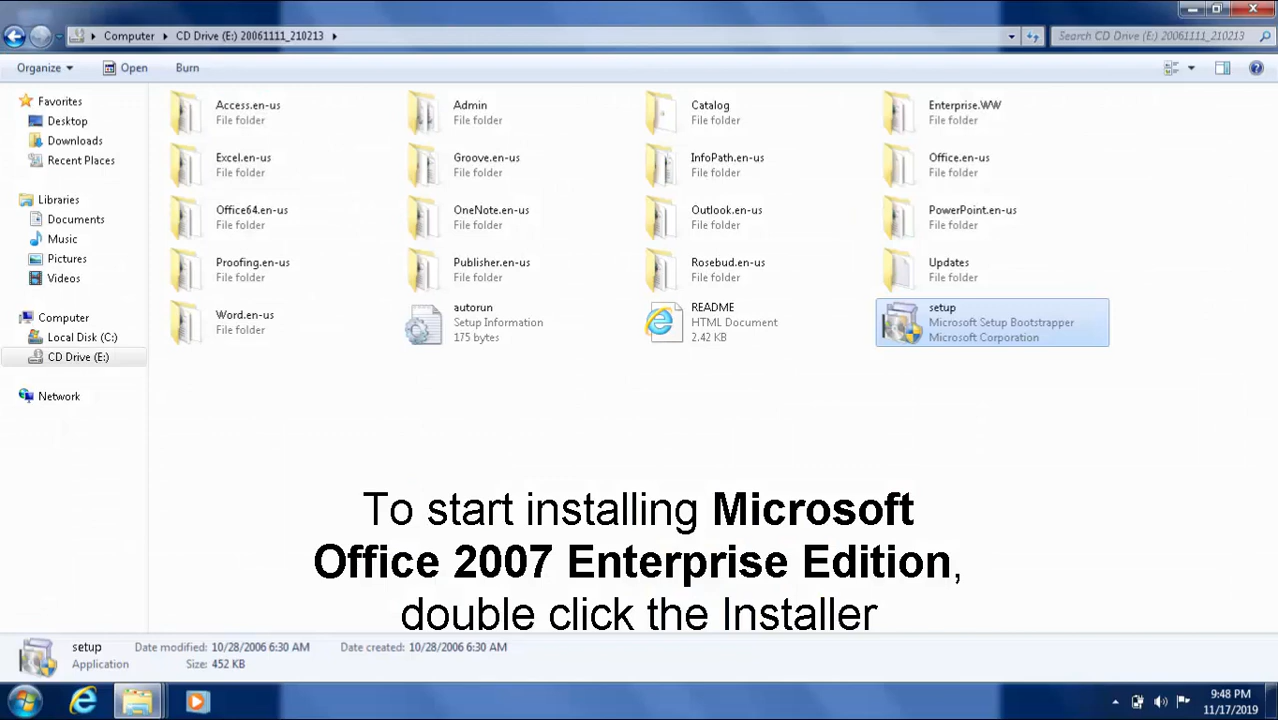 Computer
CD Drive (E:) 20061111_210213
Search CD Drive (E:) 20061111_210213
Organize
Open
Burn
Favorites
Desktop
Downloads
Recent Places
Libraries
Documents
Music
Pictures
Videos
Computer
Local Disk (C:)
CD Drive (E:)
Network
Access.en-us
File folder
Admin
File folder
Catalog
File folder
Enterprise.WW
File folder
Excel.en-us
File folder
Groove.en-us
File folder
InfoPath.en-us
File folder
Office.en-us
File folder
Office64.en-us
File folder
OneNote.en-us
File folder
Outlook.en-us
File folder
PowerPoint.en-us
File folder
Proofing.en-us
File folder
Publisher.en-us
File folder
Rosebud.en-us
File folder
Updates
File folder
Word.en-us
File folder
autorun
Setup Information
175 bytes
README
HTML Document
2.42 KB
setup
Microsoft Setup Bootstrapper
Microsoft Corporation
To start installing Microsoft
Office 2007 Enterprise Edition,
double click the Installer
setup
Date modified: 10/28/2006 6:30 AM
Date created: 10/28/2006 6:30 AM
Application
Size: 452 KB
9:48 PM
11/17/2019